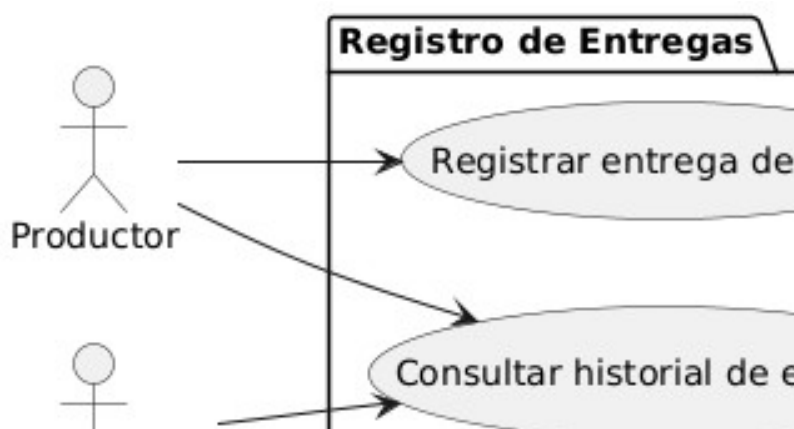 Registro de Entregas
Registrar entrega de
Productor
Consultar historial de